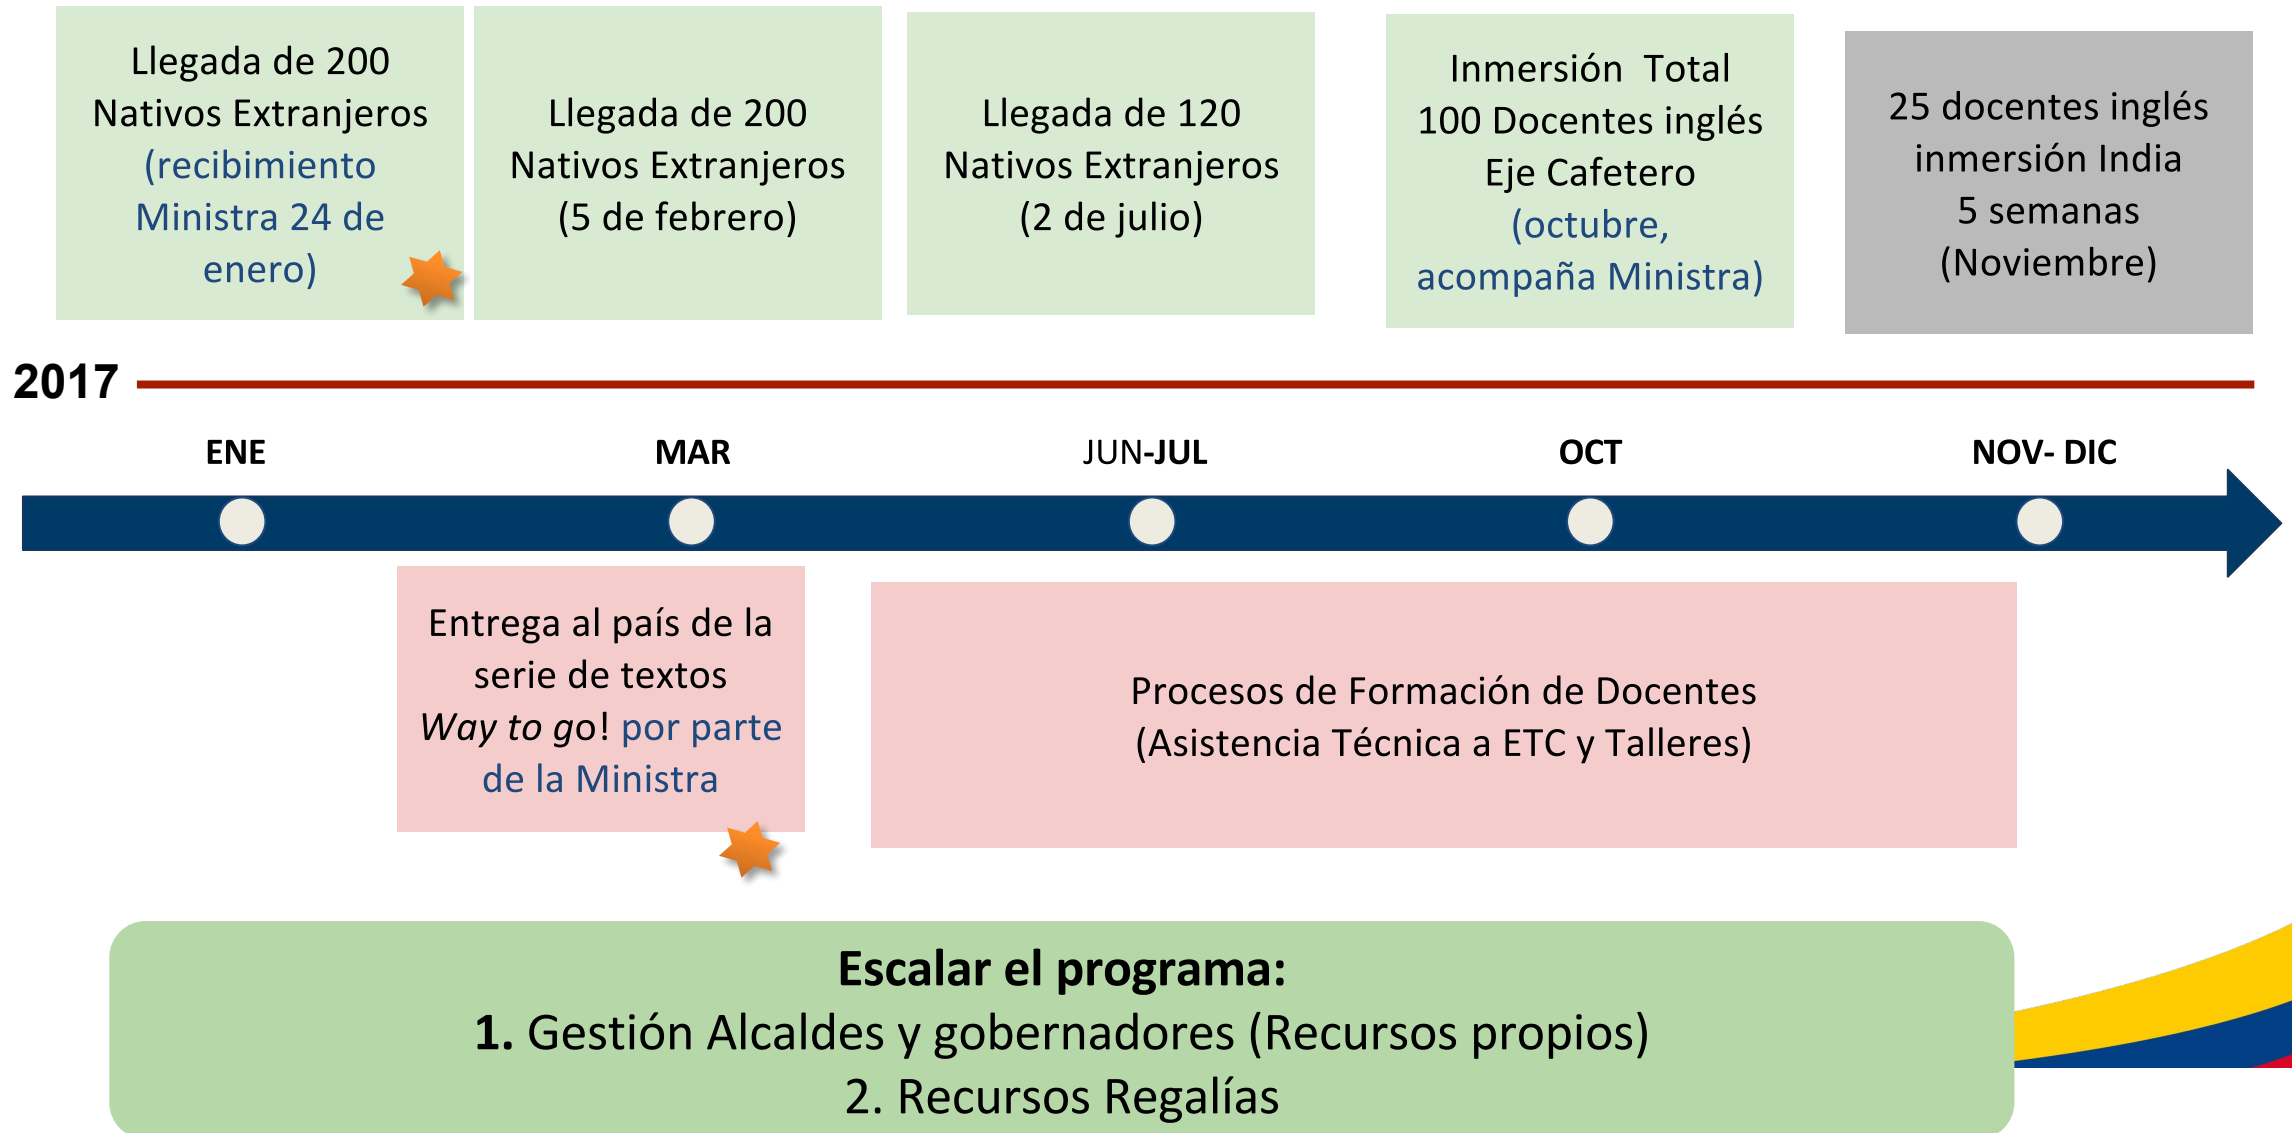 Llegada de 200
Nativos Extranjeros
(recibimiento
Ministra 24 de
enero)
Llegada de 200
Nativos Extranjeros
(5 de febrero)
Llegada de 120
Nativos Extranjeros
(2 de julio)
Inmersión  Total
100 Docentes inglés
Eje Cafetero
(octubre,
acompaña Ministra)
25 docentes inglés
inmersión India
5 semanas
(Noviembre)
2017
ENE
MAR
JUN-JUL
OCT
NOV- DIC
Entrega al país de la
serie de textos
Way to go! por parte
de la Ministra
Procesos de Formación de Docentes
(Asistencia Técnica a ETC y Talleres)
Escalar el programa:
1. Gestión Alcaldes y gobernadores (Recursos propios)
2. Recursos Regalías